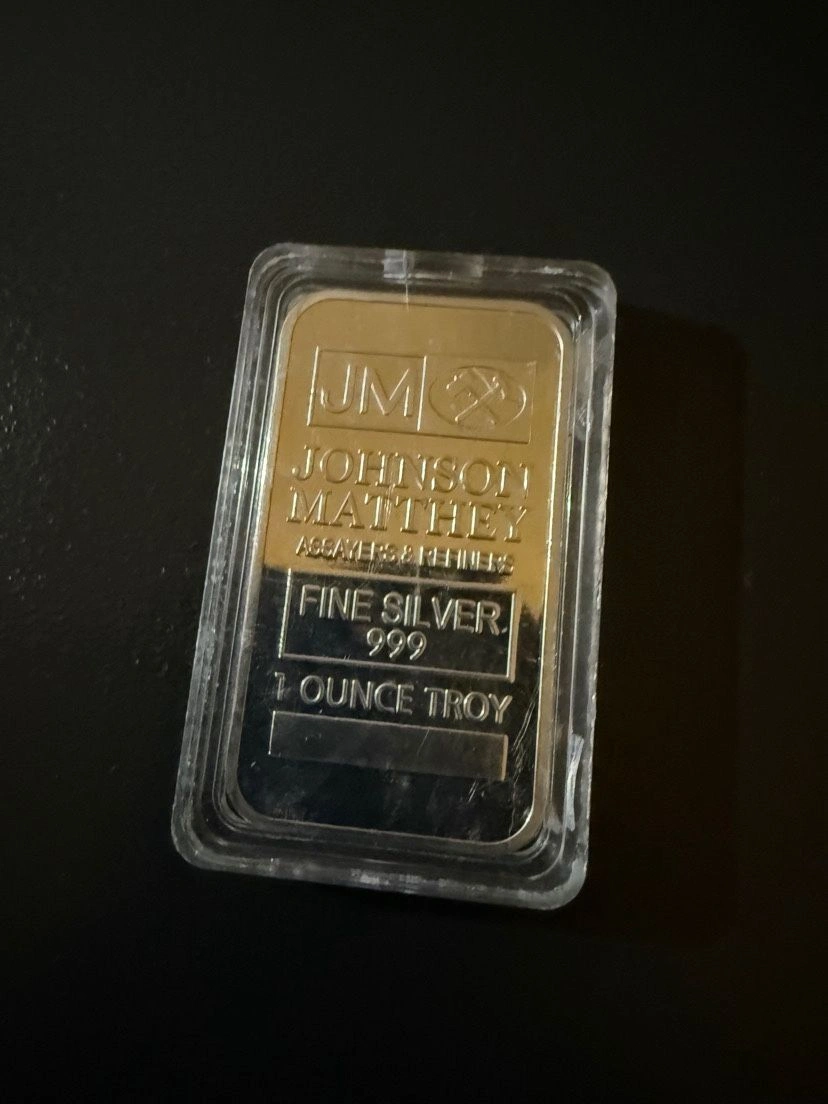 JM
JOHNSON
MATTHEY
ASSAYERS & REFINERS
FINE SILVER
999
1 OUNCE TROY